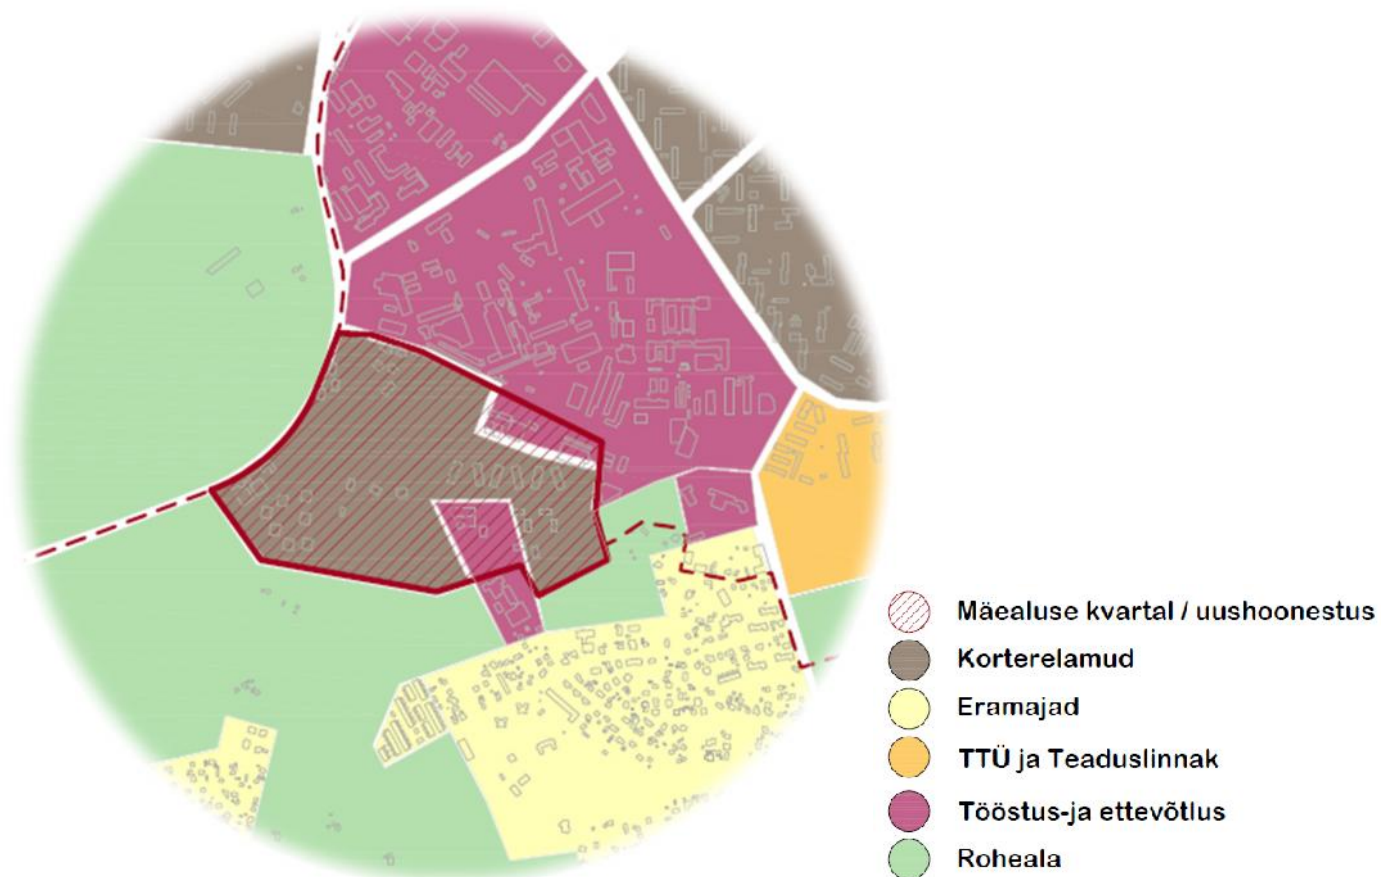 Mäealuse kvartal / uushoonestus
Korterelamud
Eramajad
TTÜ ja Teaduslinnak
Tööstus-ja ettevõtlus
Roheala